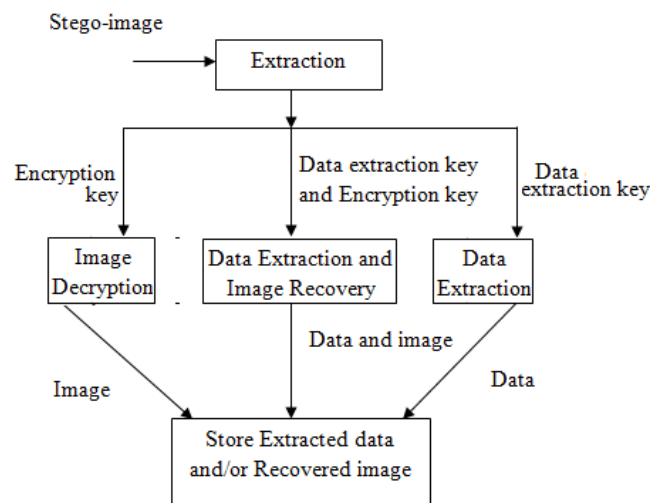 Stego-image
Extraction
Encryption
key
Data extraction key
and Encryption key
Data
extraction key
Image
Decryption
Data Extraction and
Image Recovery
Data
Extraction
Image
Data and image
Data
Store Extracted data
and/or Recovered image